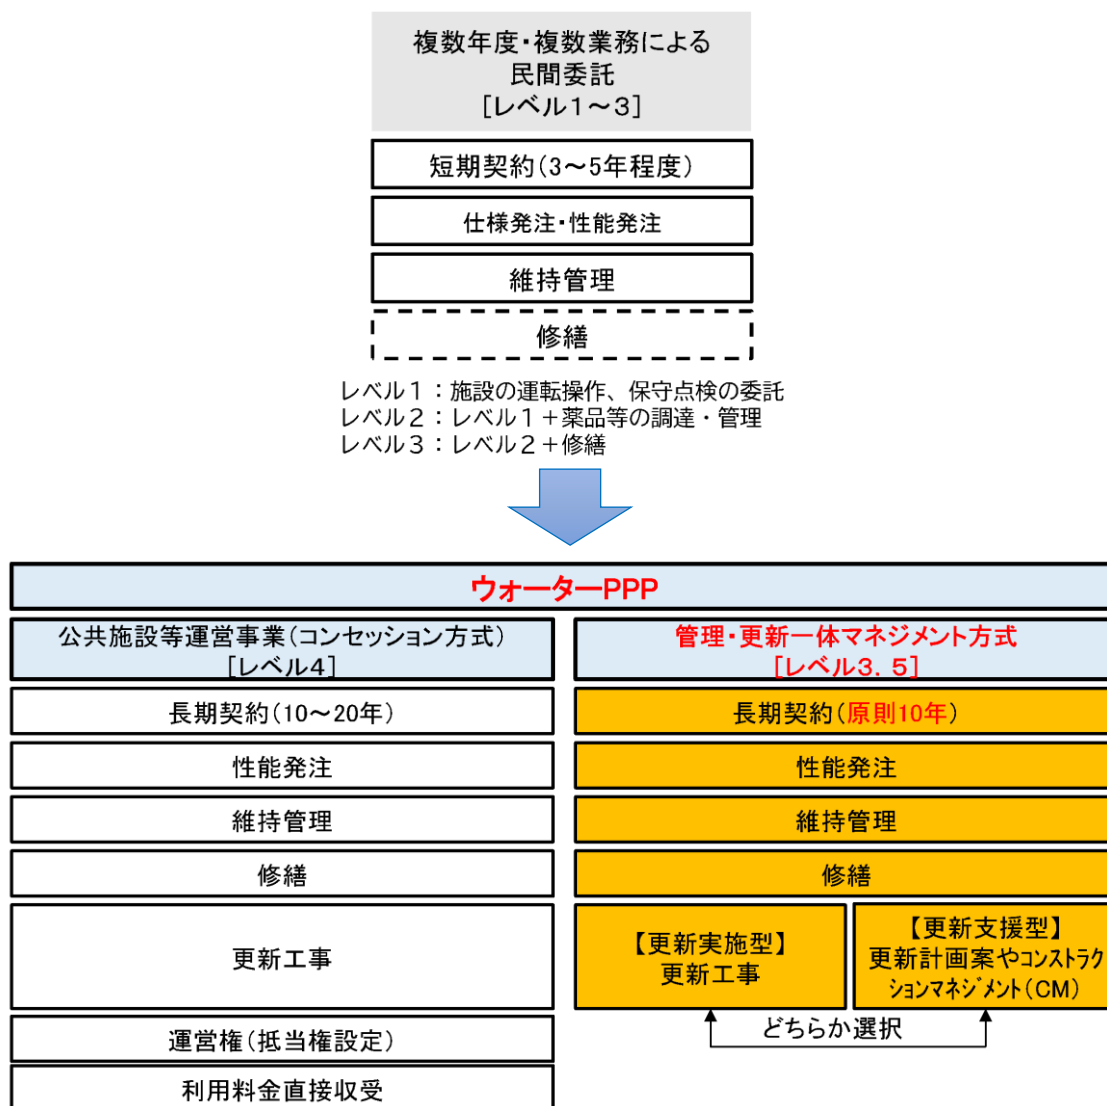 複数年度・複数業務による
民間委託
[レベル1～3]
短期契約(3～5年程度)
仕様発注・性能発注
維持管理
修繕
レベル1：施設の運転操作、保守点検の委託
レベル2：レベル1＋薬品等の調達・管理
レベル3：レベル2＋修繕
ウォーターPPP
公共施設等運営事業(コンセッション方式)
[レベル4]
長期契約(10～20年)
性能発注
維持管理
修繕
更新工事
運営権(抵当権設定)
利用料金直接収受
管理・更新一体マネジメント方式
[レベル3．5]
長期契約(原則10年)
性能発注
維持管理
修繕
【更新実施型】
更新工事
【更新支援型】
更新計画案やコンストラク
ションマネジメント(CM)
どちらか選択